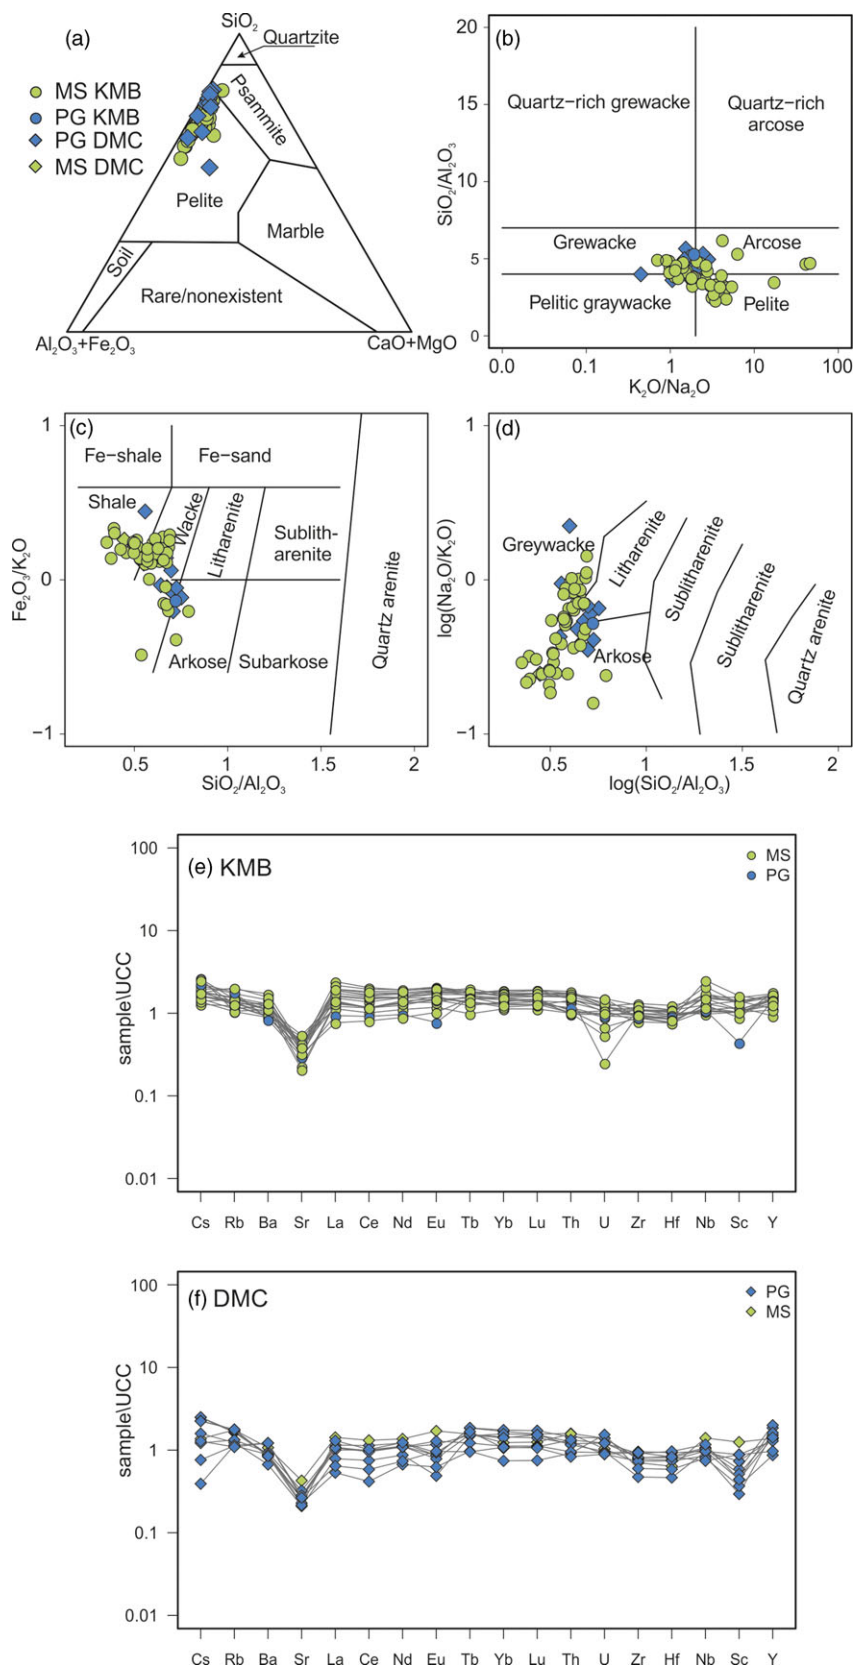 (a)
SiO2
Quartzite
MS KMB
PG KMB
PG DMC
MS DMC
Psammite
Pelite
Marble
Soil
Rare/nonexistent
Al2O3+Fe2O3
CaO+MgO
(b)
SiO2/Al2O3
20
15
10
5
0
Quartz−rich grewacke
Quartz−rich
arcose
Grewacke
Arcose
Pelitic graywacke
Pelite
0.0
0.1
1.0
10
100
K2O/Na2O
(c)
Fe2O3/K2O
1
0
−1
Fe−shale
Fe−sand
Shale
Wacke
Litharenite
Sublith-
arenite
Quartz arenite
Arkose
Subarkose
0.5
1
1.5
2
SiO2/Al2O3
(d)
log(Na2O/K2O)
1
0
−1
Greywacke
Litharenite
Sublitharenite
Arkose
Sublitharenite
Quartz arenite
0.5
1
1.5
2
log(SiO2/Al2O3)
(e) KMB
MS
PG
sample\UCC
100
10
1
0.1
0.01
Cs Rb Ba Sr La Ce Nd Eu Tb Yb Lu Th U Zr Hf Nb Sc Y
(f) DMC
PG
MS
sample\UCC
100
10
1
0.1
0.01
Cs Rb Ba Sr La Ce Nd Eu Tb Yb Lu Th U Zr Hf Nb Sc Y